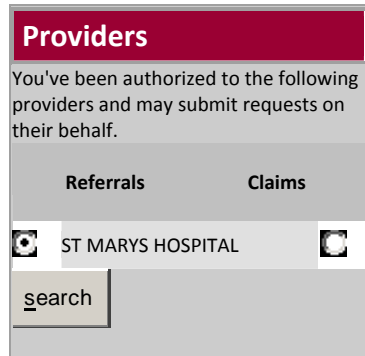 Providers
You've been authorized to the following
providers and may submit requests on
their behalf.
Referrals Claims
ST MARYS HOSPITAL
search